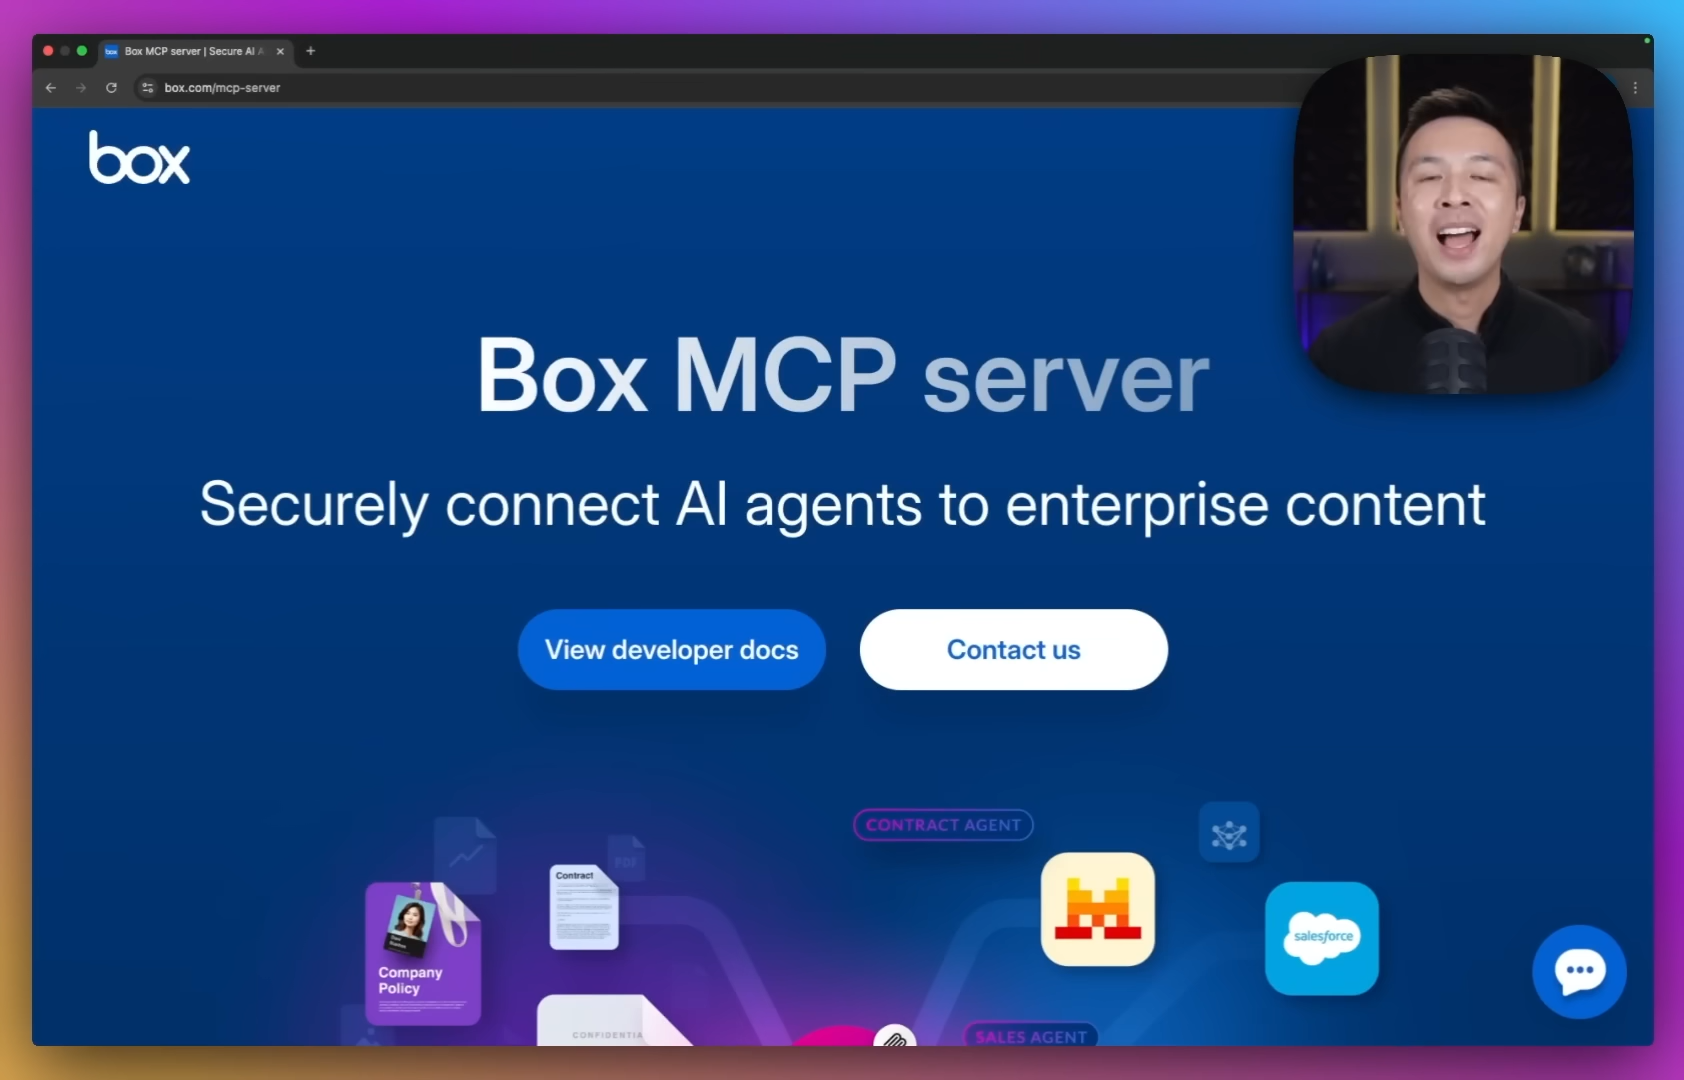 box Box MCP server | Secure AI A
box.com/mcp-server
box
Box MCP server
Securely connect AI agents to enterprise content
View developer docs
Contact us
CONTRACT AGENT
PDF
Contract
salesforce
Company
Policy
CONFIDENTIA
SALES AGENT